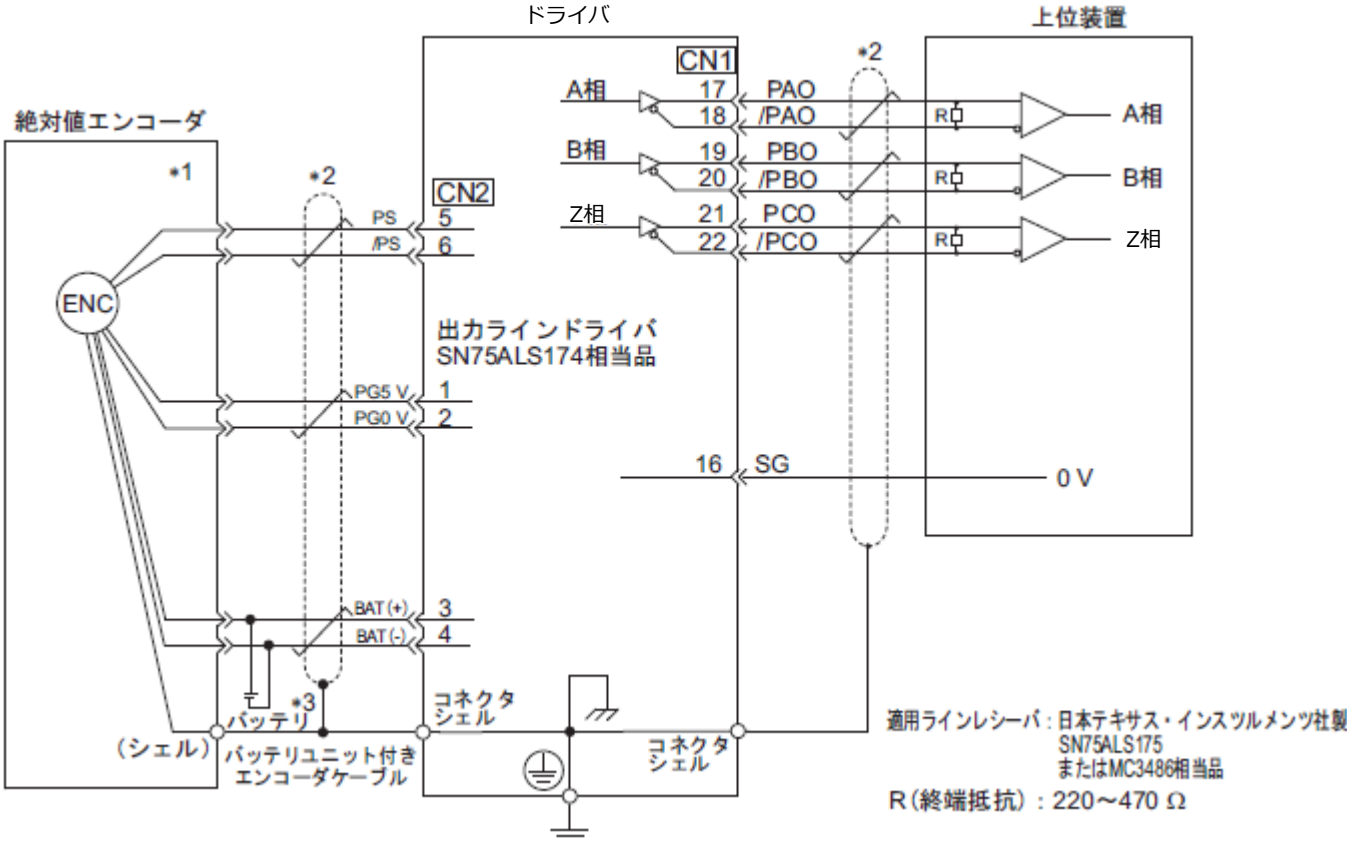 ドライバ
上位装置
絶対値エンコーダ
*1
*2
CN2
PS 5
/PS 6
ENC
PG5 V 1
PG0 V 2
BAT (+) 3
BAT (-) 4
*3
バッテリ
(シェル)
バッテリユニット付き
エンコーダケーブル
コネクタ
シェル
出力ラインドライバ
SN75ALS174相当品
CN1
*2
A相 17 PAO R A相
18 /PAO
B相 19 PBO R B相
20 /PBO
Z相 21 PCO R Z相
22 /PCO
16 SG 0 V
コネクタ
シェル
適用ラインレシーバ:日本テキサス・インスツルメンツ社製
SN75ALS175
またはMC3486相当品
R(終端抵抗):220~470 Ω